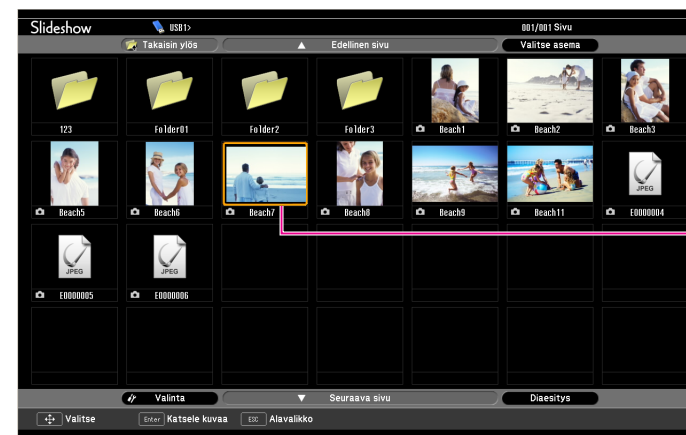 Slideshow USB1> 001/001 Sivu
Takaisin ylös Edellinen sivu Valitse asema
123 Folder01 Folder2 Folder3 Beach1 Beach2 Beach3
JPEG
Beach5 Beach6 Beach7 Beach8 Beach9 Beach11 E0000004
JPEG JPEG
E0000005 E0000006
Valinta Seuraava sivu Diaesitys
Valitse Enter Katsele kuvaa ESC Alavalikko